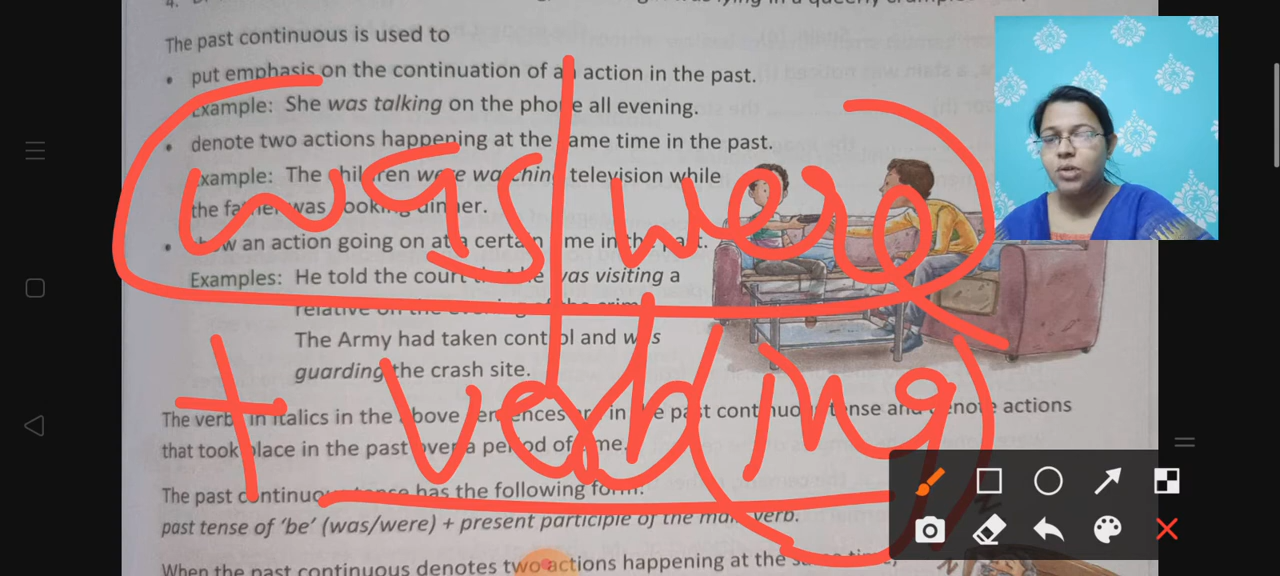 The past continuous is used to
• put emphasis on the continuation of an action in the past.
Example: She was talking on the phone all evening.
• denote two actions happening at the same time in the past.
Example: The children were watching television while
the father was cooking dinner.
was were
• show an action going on at a certain time in the past.
Examples: He told the court that he was visiting a
relative on the evening of the crime.
The Army had taken control and was
guarding the crash site.
+ verb (ing)
The verbs in italics in the above sentences are in the past continuous tense and denote actions
that took place in the past over a period of time.
The past continuous tense has the following form:
past tense of 'be' (was/were) + present participle of the main verb.
When the past continuous denotes two actions happening at the same time,